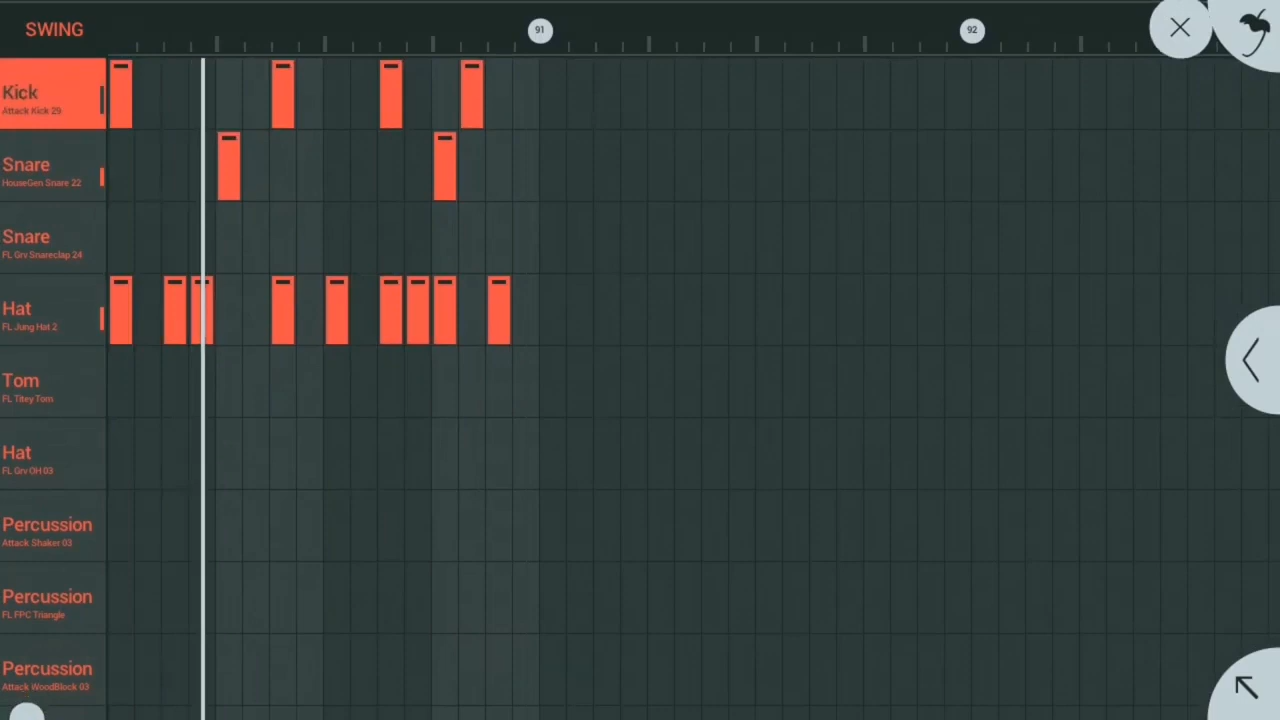 SWING
91
92
Kick
Attack Kick 29
Snare
HouseGen Snare 22
Snare
FL Grv Snareclap 24
Hat
FL Jung Hat 2
Tom
FL Titey Tom
Hat
FL Grv OH 03
Percussion
Attack Shaker 03
Percussion
FL FPC Triangle
Percussion
Attack WoodBlock 03